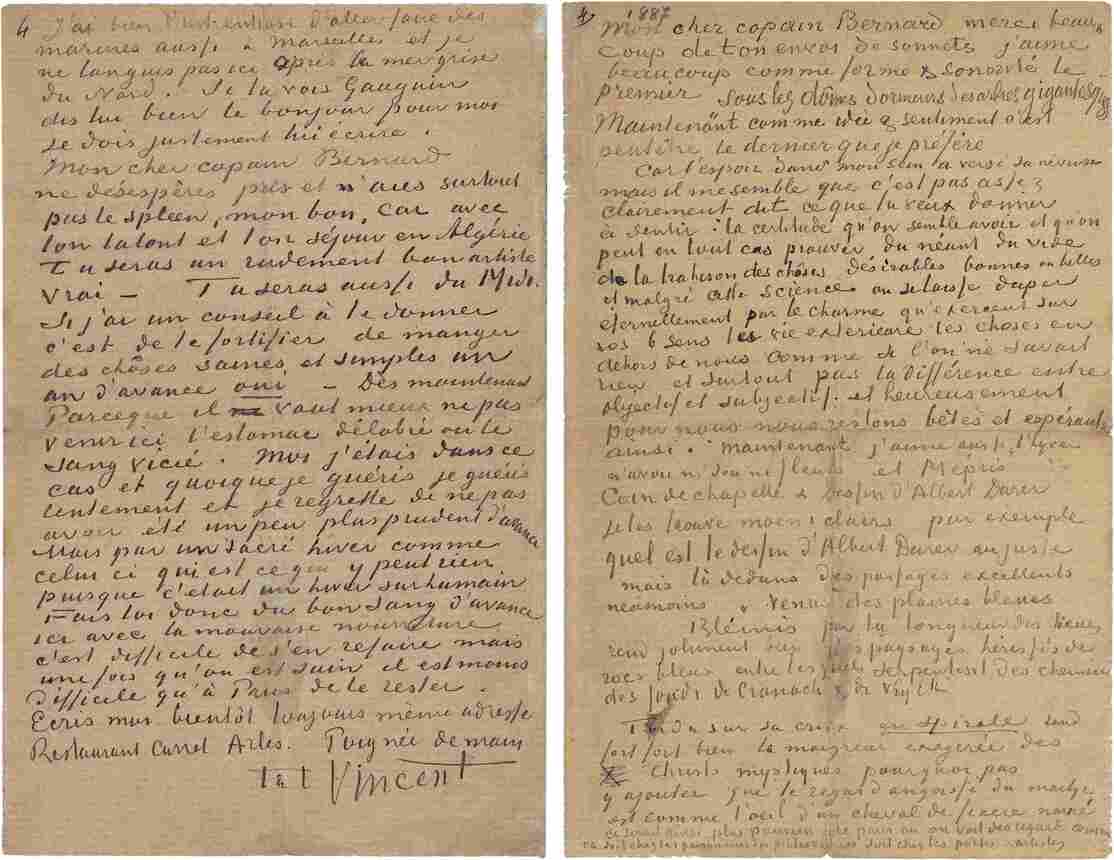 4 J'ai bien l'intention d'aller faire des
marines aussi à Marseilles et je
ne languis pas ici après la mer grise
du Nord. Si tu vois Gauguin
dis lui bien le bonjour pour moi
je dois justement lui écrire.
Mon cher copain Bernard
ne désespères pas et n'aies surtout
pas le spleen, mon bon, car avec
ton talent et ton séjour en Algérie
Tu seras un rudement bon artiste
vrai — Tu seras aussi du Midi.
Si j'ai un conseil à te donner
c'est de te fortifier de manger
des chôses saines et simples un
an d'avance oui — Dès maintenant
Parceque il vaut mieux ne pas
venir ici l'estomac délabré ou le
sang vicié. Moi j'étais dans ce
cas et quoique je guéris je guéris
lentement et je regrette de ne pas
avoir été un peu plus prudent d'avance
Mais par un sacré hiver comme
celui ci qui est ce qui y peut rien
puisque c'était un hiver surhumain
Fais toi donc du bon sang d'avance
ici avec la mauvaise nourriture
c'est difficile de s'en refaire mais
une fois qu'on est sain il est moins
difficile qu'à Paris de le rester.
Ecris moi bientôt toujours même adresse
Restaurant Carrel Arles. Poignée de main
t. à t. Vincent
4 1887
Mon cher copain Bernard merci beau
coup de ton envoi de sonnets j'aime
beaucoup comme forme & sonorité le
premier Sous les dômes dormeurs des arbres gigantesques
Maintenant comme idée & sentiment c'est
peutêtre le dernier que je préfère
Car l'espoir dans mon sein a versé sa névrose
mais il me semble que c'est pas assez
clairement dit ce que tu veux donner
à sentir: la certitude qu'on semble avoir et qu'on
peut en tout cas prouver du néant du vide
de la trahison des chôses désirables bonnes ou belles
et malgré cette science on se laisse duper
éternellement par le charme qu'exercent sur
nos 6 sens la vie extérieure les choses en
dehors de nous comme si l'on ne savait
rien et surtout pas la différence entre
objectif et subjectif. et heureusement
pour nous nous restons bêtes et espérants
ainsi. maintenant j'aime aussi l'hyver
n'avoir ni sou ni fleurs et Mépris
Coin de chapelle & dessin d'Albert Durer
je les trouve moins clairs par exemple
quel est le dessin d'Albert Durer au juste
mais là dedans des passages excellents
néamoins. Venus des plaines bleues
Blémis par la longueur des lieues
rend joliment bien les paysages hérissés de
rocs bleus entre lesquels serpentent des chemins
des fonds de Cranach & de v Eyck
Tordu sur sa croix en spirale rend
fort fort bien la maigreur exagérée des
Christs mystiques pourquoi pas
y ajouter que le regard angoissé du martyr
est comme l'oeil d'un cheval de fiacre navré